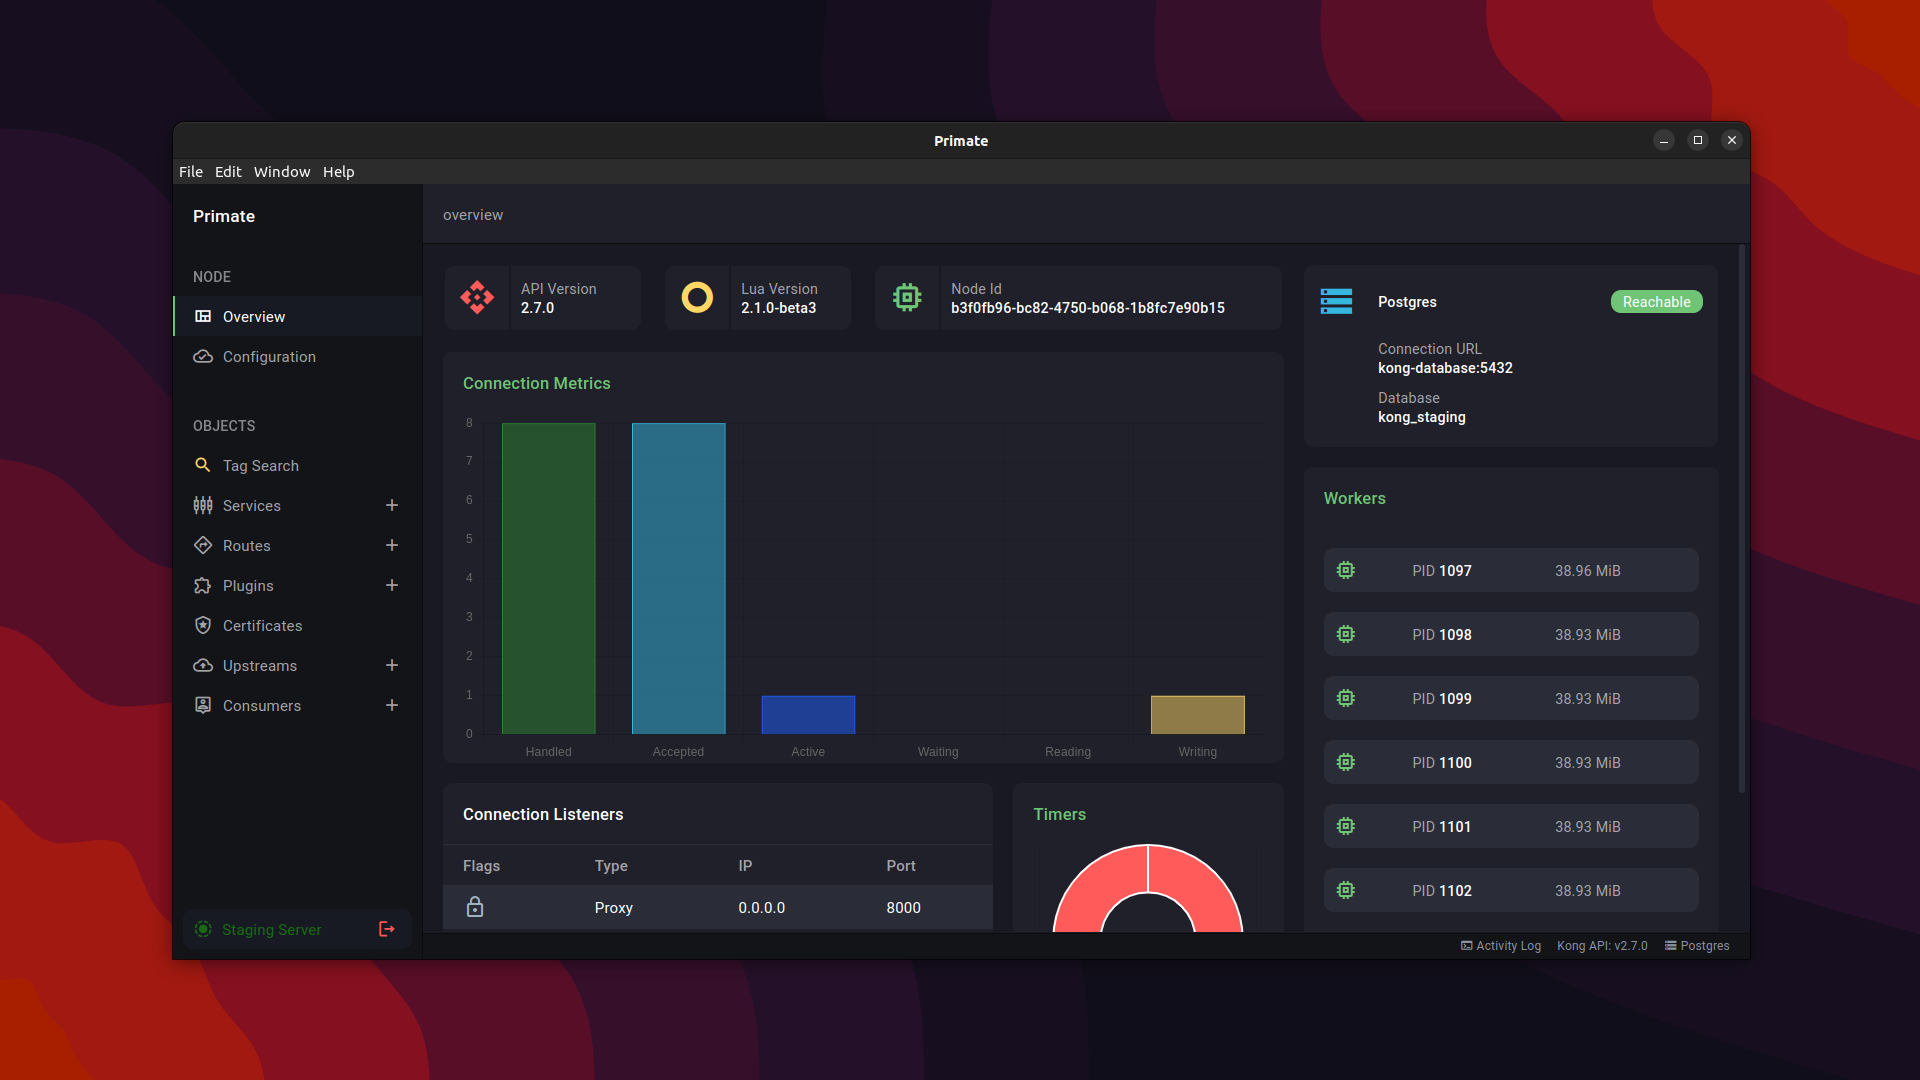 Primate
File Edit Window Help
Primate
NODE
Overview
Configuration
OBJECTS
Tag Search
Services +
Routes +
Plugins +
Certificates
Upstreams +
Consumers +
Staging Server
overview
API Version
2.7.0
Lua Version
2.1.0-beta3
Node Id
b3f0fb96-bc82-4750-b068-1b8fc7e90b15
Connection Metrics
8
7
6
5
4
3
2
1
0
Handled Accepted Active Waiting Reading Writing
Connection Listeners
Flags Type IP Port
Proxy 0.0.0.0 8000
Timers
Postgres Reachable
Connection URL
kong-database:5432
Database
kong_staging
Workers
PID 1097 38.96 MiB
PID 1098 38.93 MiB
PID 1099 38.93 MiB
PID 1100 38.93 MiB
PID 1101 38.93 MiB
PID 1102 38.93 MiB
Activity Log Kong API: v2.7.0 Postgres